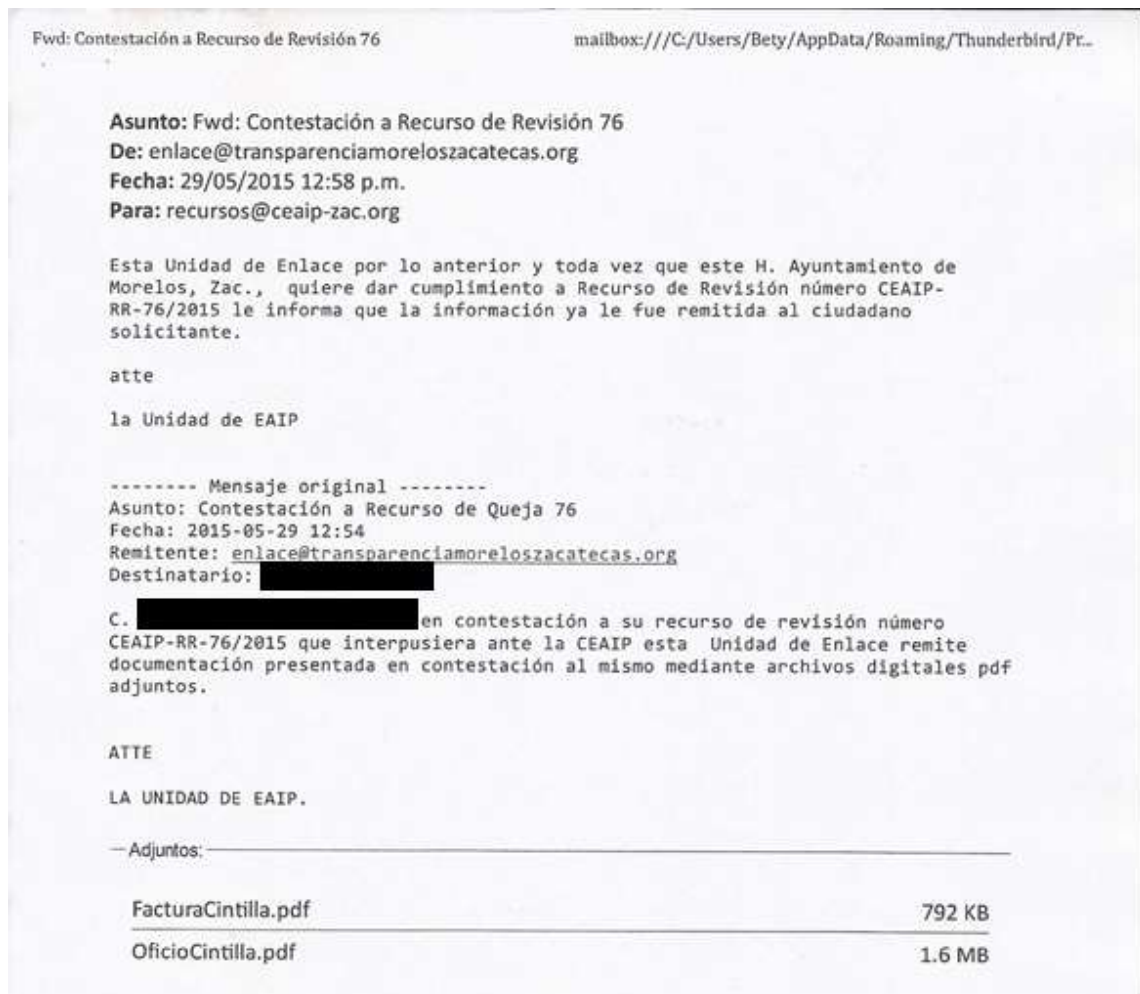 Fwd: Contestación a Recurso de Revisión 76 mailbox:///C:/Users/Bety/AppData/Roaming/Thunderbird/Pr...
Asunto: Fwd: Contestación a Recurso de Revisión 76
De: enlace@transparenciamoreloszacatecas.org
Fecha: 29/05/2015 12:58 p.m.
Para: recursos@ceaip-zac.org
Esta Unidad de Enlace por lo anterior y toda vez que este H. Ayuntamiento de
Morelos, Zac., quiere dar cumplimiento a Recurso de Revisión número CEAIP-
RR-76/2015 le informa que la información ya le fue remitida al ciudadano
solicitante.
atte
la Unidad de EAIP
-------- Mensaje original --------
Asunto: Contestación a Recurso de Queja 76
Fecha: 2015-05-29 12:54
Remitente: enlace@transparenciamoreloszacatecas.org
Destinatario:
C. en contestación a su recurso de revisión número
CEAIP-RR-76/2015 que interpusiera ante la CEAIP esta Unidad de Enlace remite
documentación presentada en contestación al mismo mediante archivos digitales pdf
adjuntos.
ATTE
LA UNIDAD DE EAIP.
Adjuntos:
FacturaCintilla.pdf 792 KB
OficioCintilla.pdf 1.6 MB